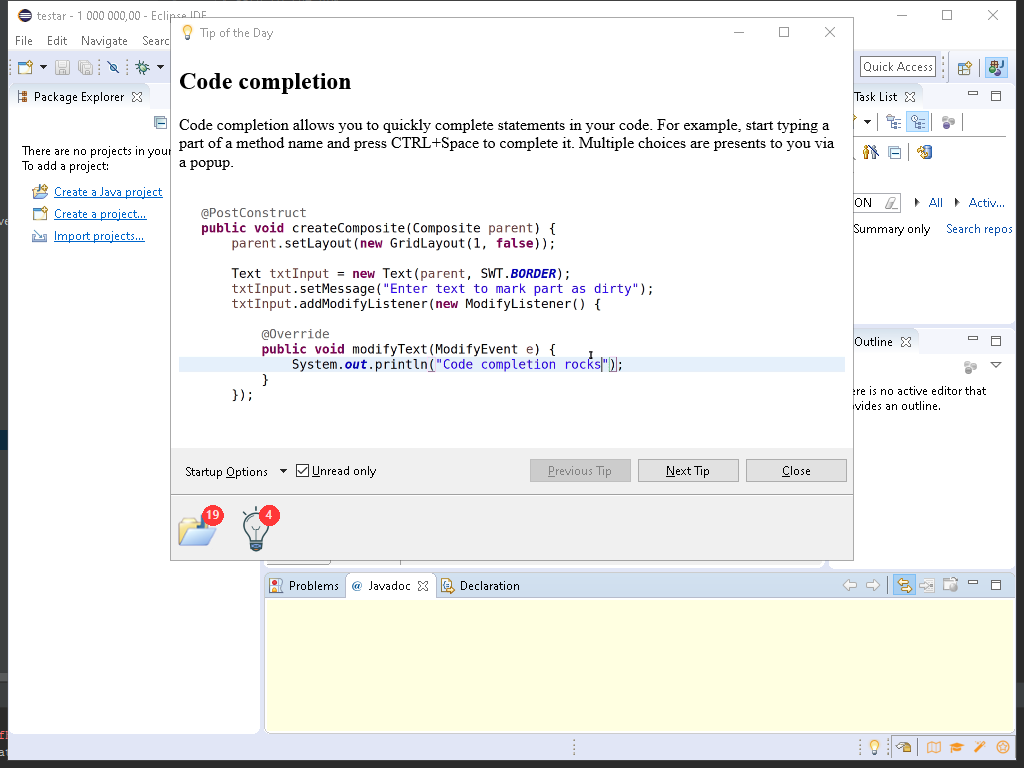 testar - 1 000 000,00 - Eclipse IDE
Tip of the Day
File Edit Navigate Searc
Quick Access
Package Explorer
Task List
Code completion
Code completion allows you to quickly complete statements in your code. For example, start typing a
part of a method name and press CTRL+Space to complete it. Multiple choices are presents to you via
a popup.
There are no projects in your
To add a project:
Create a Java project
Create a project...
Import projects...
ON All Activ...
Summary only Search repos
@PostConstruct
public void createComposite(Composite parent) {
parent.setLayout(new GridLayout(1, false));
Text txtInput = new Text(parent, SWT.BORDER);
txtInput.setMessage("Enter text to mark part as dirty");
txtInput.addModifyListener(new ModifyListener() {
@Override
public void modifyText(ModifyEvent e) {
System.out.println("Code completion rocks");
}
});
Outline
ere is no active editor that
vides an outline.
Startup Options Unread only Previous Tip Next Tip Close
19 4
Problems @ Javadoc Declaration